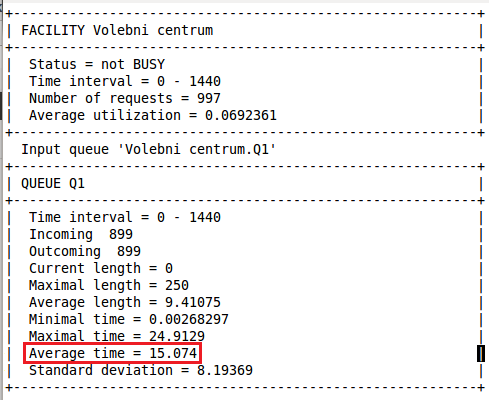 FACILITY Volebni centrum
Status = not BUSY
Time interval = 0 - 1440
Number of requests = 997
Average utilization = 0.0692361
Input queue 'Volebni centrum.Q1'
QUEUE Q1
Time interval = 0 - 1440
Incoming  899
Outcoming  899
Current length = 0
Maximal length = 250
Average length = 9.41075
Minimal time = 0.00268297
Maximal time = 24.9129
Average time = 15.074
Standard deviation = 8.19369